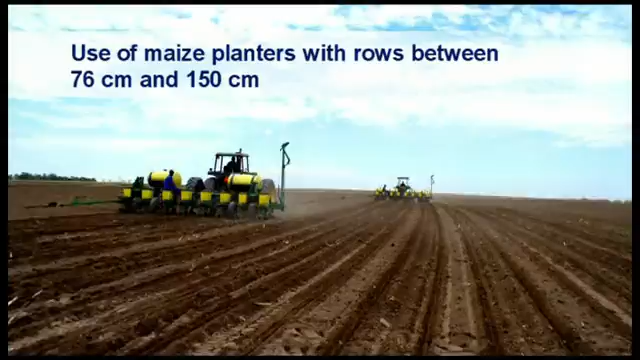 Use of maize planters with rows between
76 cm and 150 cm